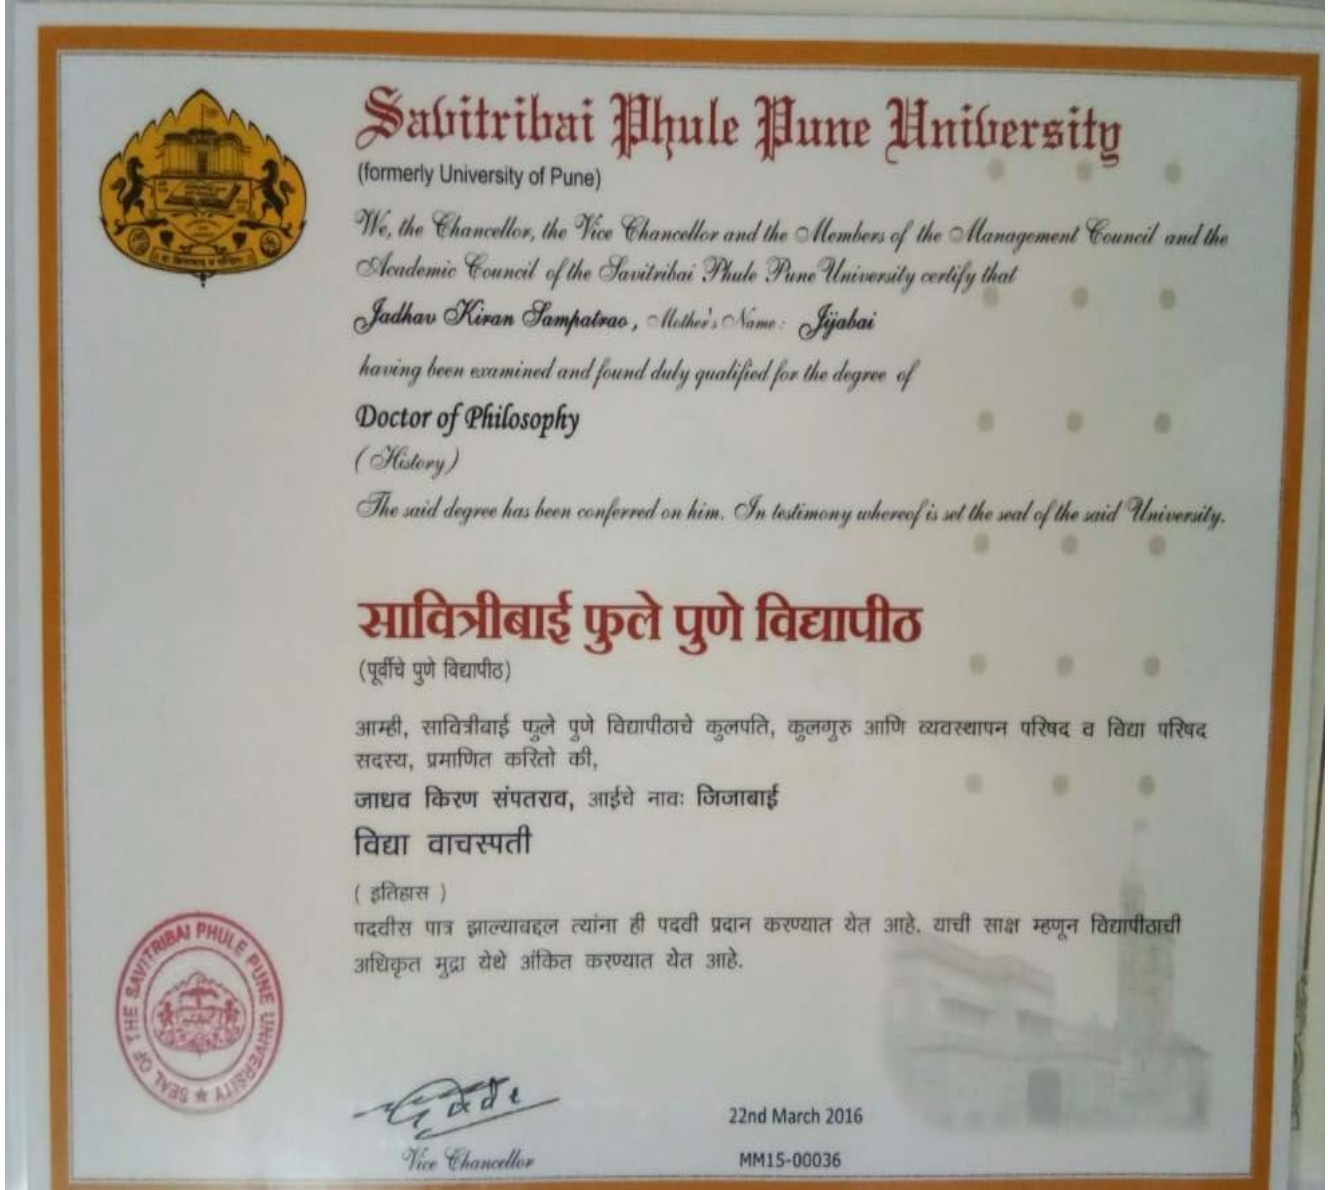 Savitribai Phule Pune University
(formerly University of Pune)
We, the Chancellor, the Vice Chancellor and the Members of the Management Council and the
Academic Council of the Savitribai Phule Pune University certify that
Jadhav Kiran Sampatrao, Mother's Name: Jijabai
having been examined and found duly qualified for the degree of
Doctor of Philosophy
(History)
The said degree has been conferred on him. In testimony whereof is set the seal of the said University.
सावित्रीबाई फुले पुणे विद्यापीठ
(पूर्वीचे पुणे विद्यापीठ)
आम्ही, सावित्रीबाई फुले पुणे विद्यापीठाचे कुलपति, कुलगुरु आणि व्यवस्थापन परिषद व विद्या परिषद
सदस्य, प्रमाणित करितो की,
जाधव किरण संपतराव, आईचे नावः जिजाबाई
विद्या वाचस्पती
( इतिहास )
पदवीस पात्र झाल्याबद्दल त्यांना ही पदवी प्रदान करण्यात येत आहे. याची साक्ष म्हणून विद्यापीठाची
अधिकृत मुद्रा येथे अंकित करण्यात येत आहे.
SEAL OF THE SAVITRIBAI PHULE PUNE UNIVERSITY
Vice Chancellor
22nd March 2016
MM15-00036